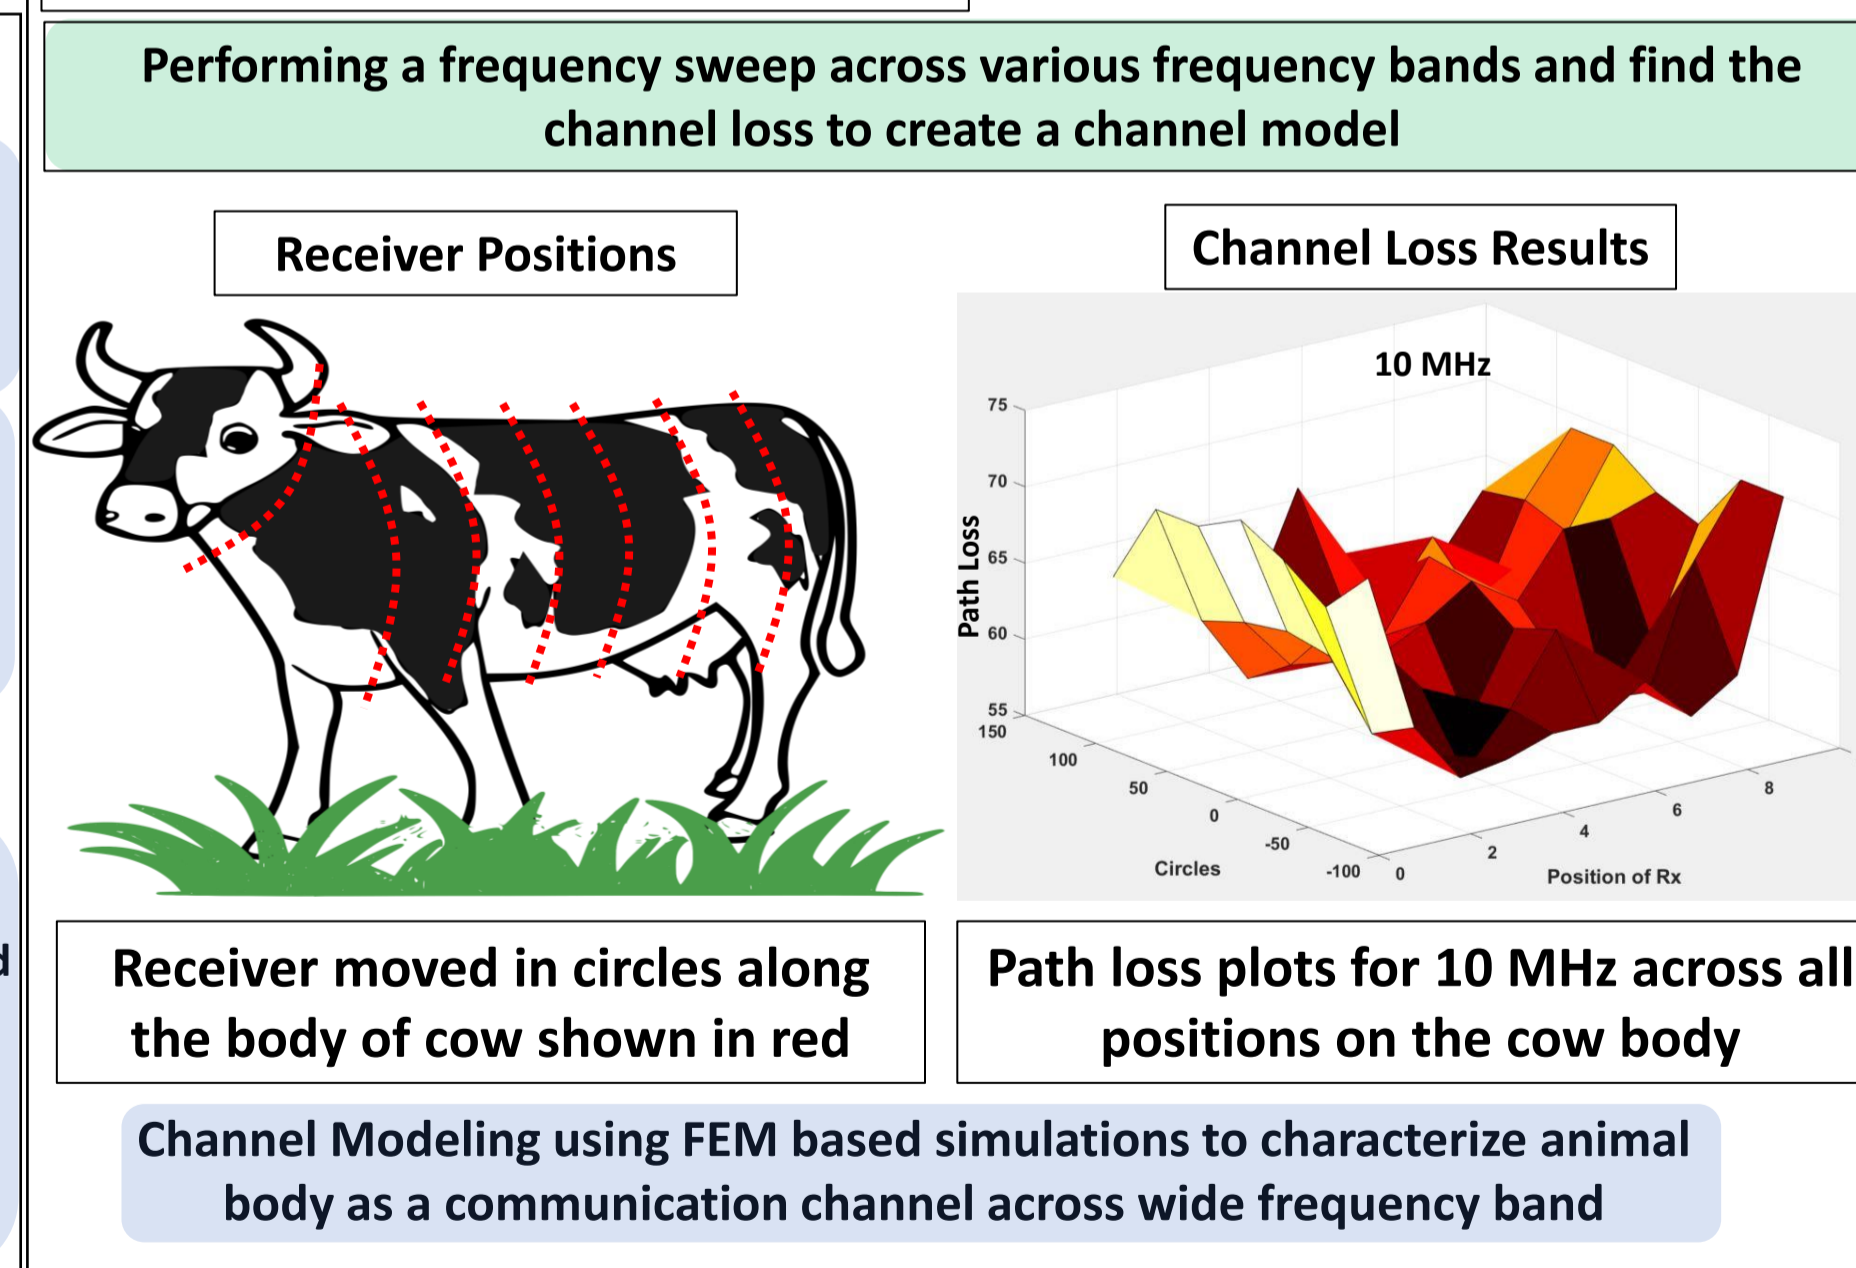 Performing a frequency sweep across various frequency bands and find the
channel loss to create a channel model
Receiver Positions
Channel Loss Results
10 MHz
75
70
65
60
55
Path Loss
150
100
50
0
-50
-100
Circles
0
2
4
6
8
Position of Rx
Receiver moved in circles along
the body of cow shown in red
Path loss plots for 10 MHz across all
positions on the cow body
Channel Modeling using FEM based simulations to characterize animal
body as a communication channel across wide frequency band